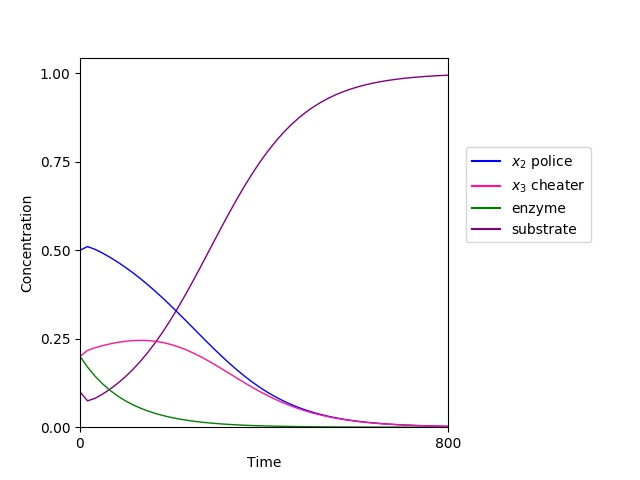 1.00
0.75
0.50
0.25
0.00
Concentration
0
800
Time
x₂ police
x₃ cheater
enzyme
substrate